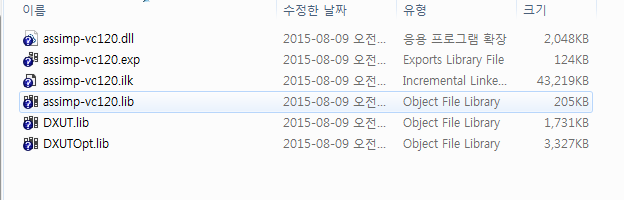 이름 수정한 날짜 유형 크기
assimp-vc120.dll 2015-08-09 오전... 응용 프로그램 확장 2,048KB
assimp-vc120.exp 2015-08-09 오전... Exports Library File 124KB
assimp-vc120.ilk 2015-08-09 오전... Incremental Linke... 43,219KB
assimp-vc120.lib 2015-08-09 오전... Object File Library 205KB
DXUT.lib 2015-08-09 오전... Object File Library 1,731KB
DXUTOpt.lib 2015-08-09 오전... Object File Library 3,327KB